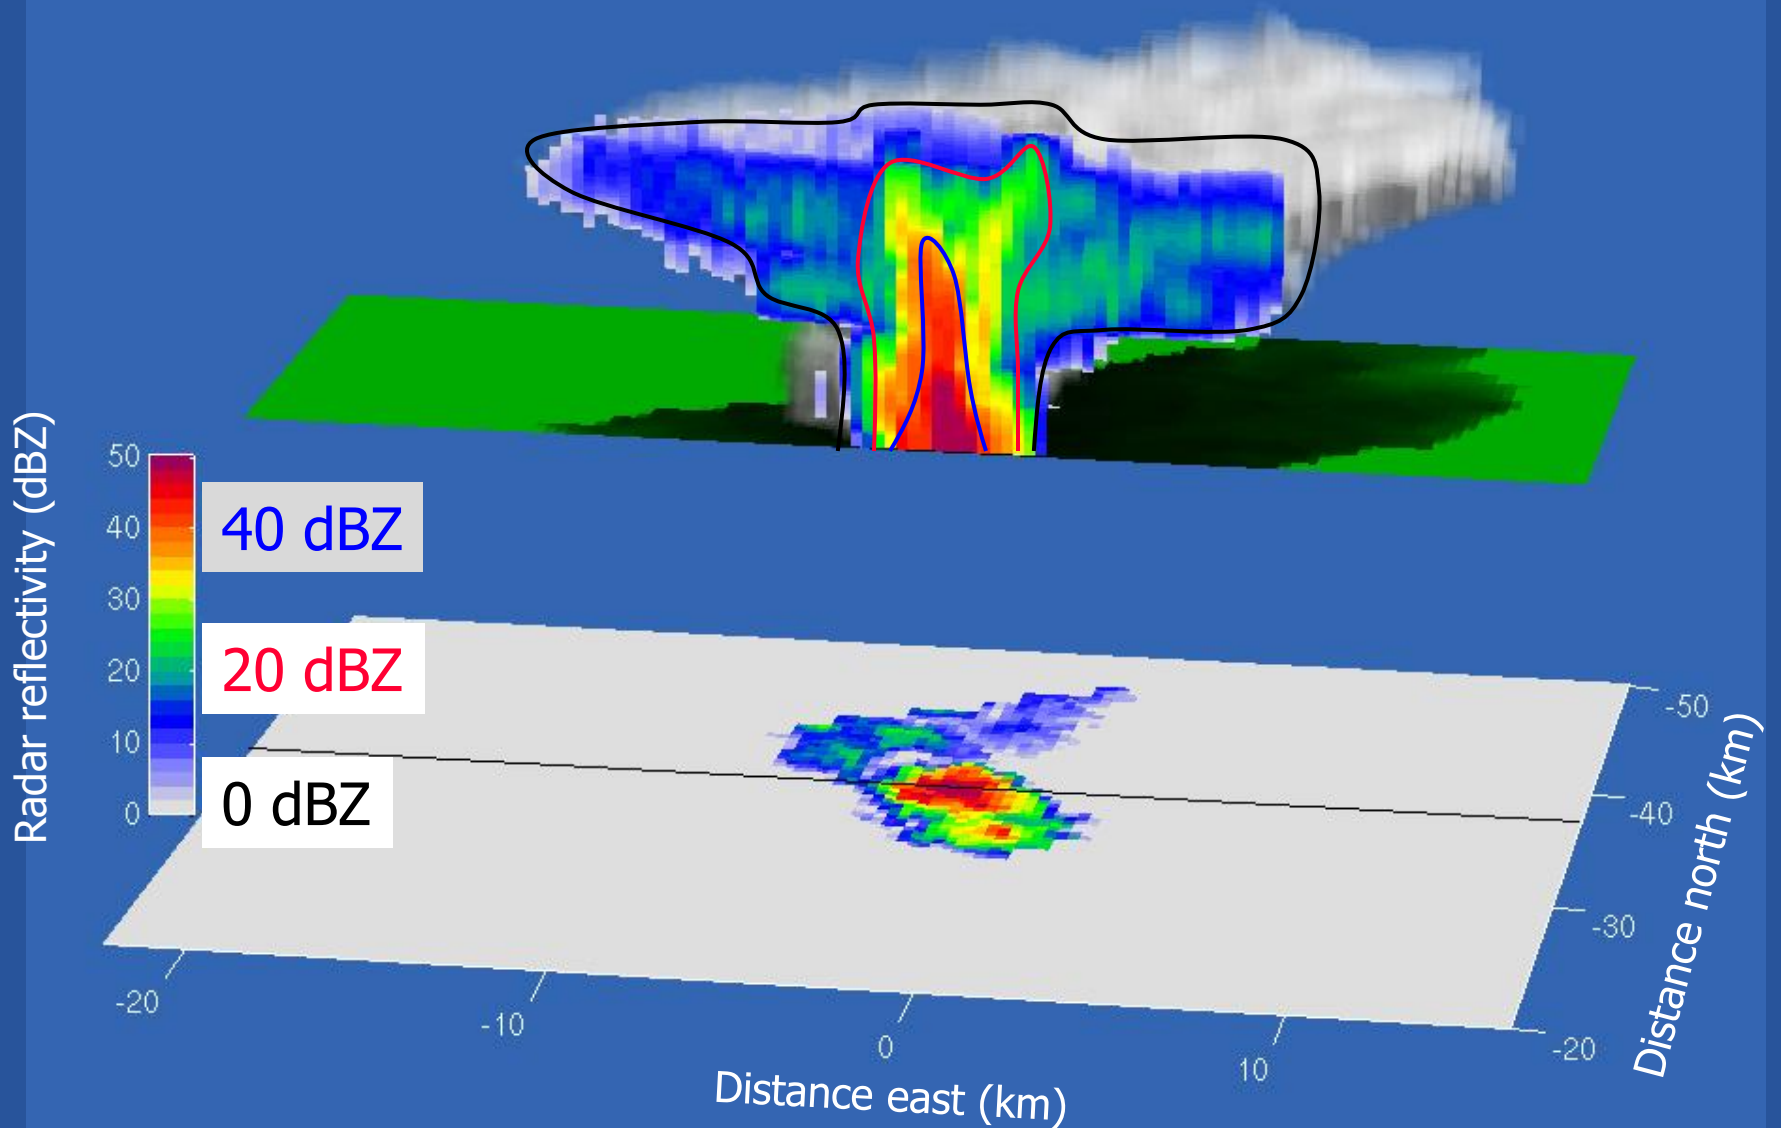 Radar reflectivity (dBZ)
50
40
30
20
10
0
40 dBZ
20 dBZ
0 dBZ
-50
-40
-30
-20
Distance north (km)
-20
-10
0
10
Distance east (km)